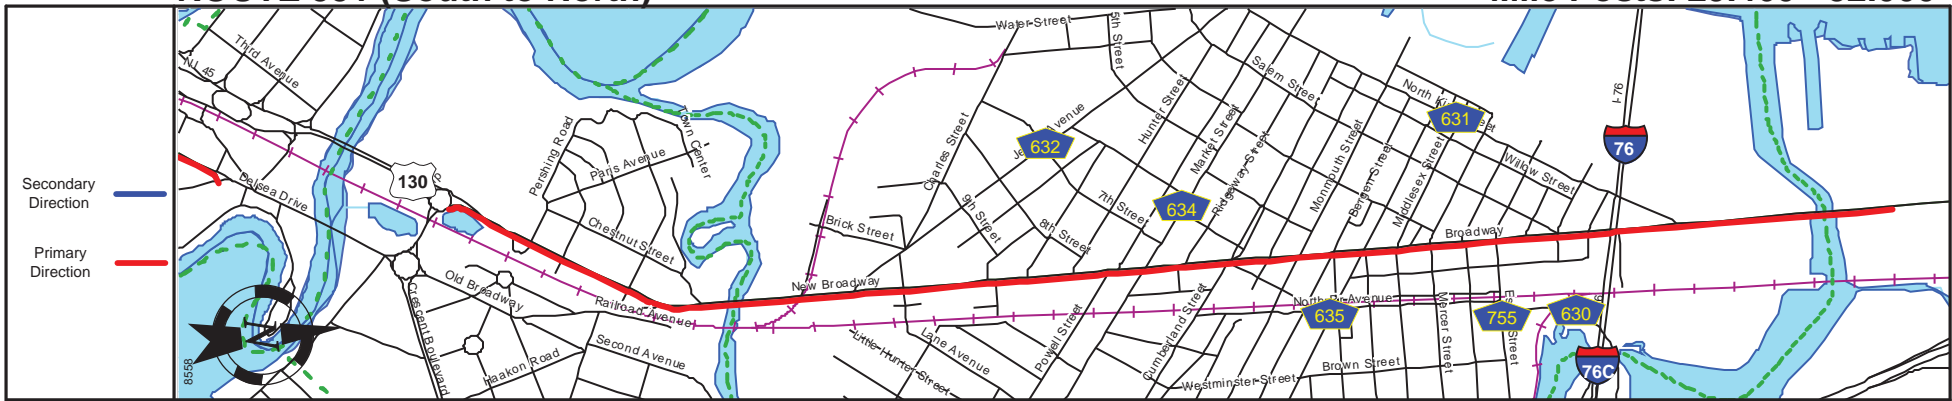 Secondary
Direction
Primary
Direction
8558
Third Avenue
NJ 45
Delsea Drive
130
Pershing Road
Paris Avenue
Town Center
Chestnut Street
Old Broadway
Railroad Avenue
Crescent Boulevard
Haakon Road
Second Avenue
New Broadway
Brick Street
Charles Street
Water Street
5th Street
632
Avenue
9th Street
8th Street
7th Street
Hunter Street
Market Street
634
Ridgeway Street
Salem Street
Monmouth Street
Bergen Street
Middlesex Street
631
Willow Street
Broadway
I-76
76
Little Hunter Street
Lane Avenue
Powell Street
Cumberland Street
Westminster Street
Brown Street
635
Mercer Street
755
Street
630
76C